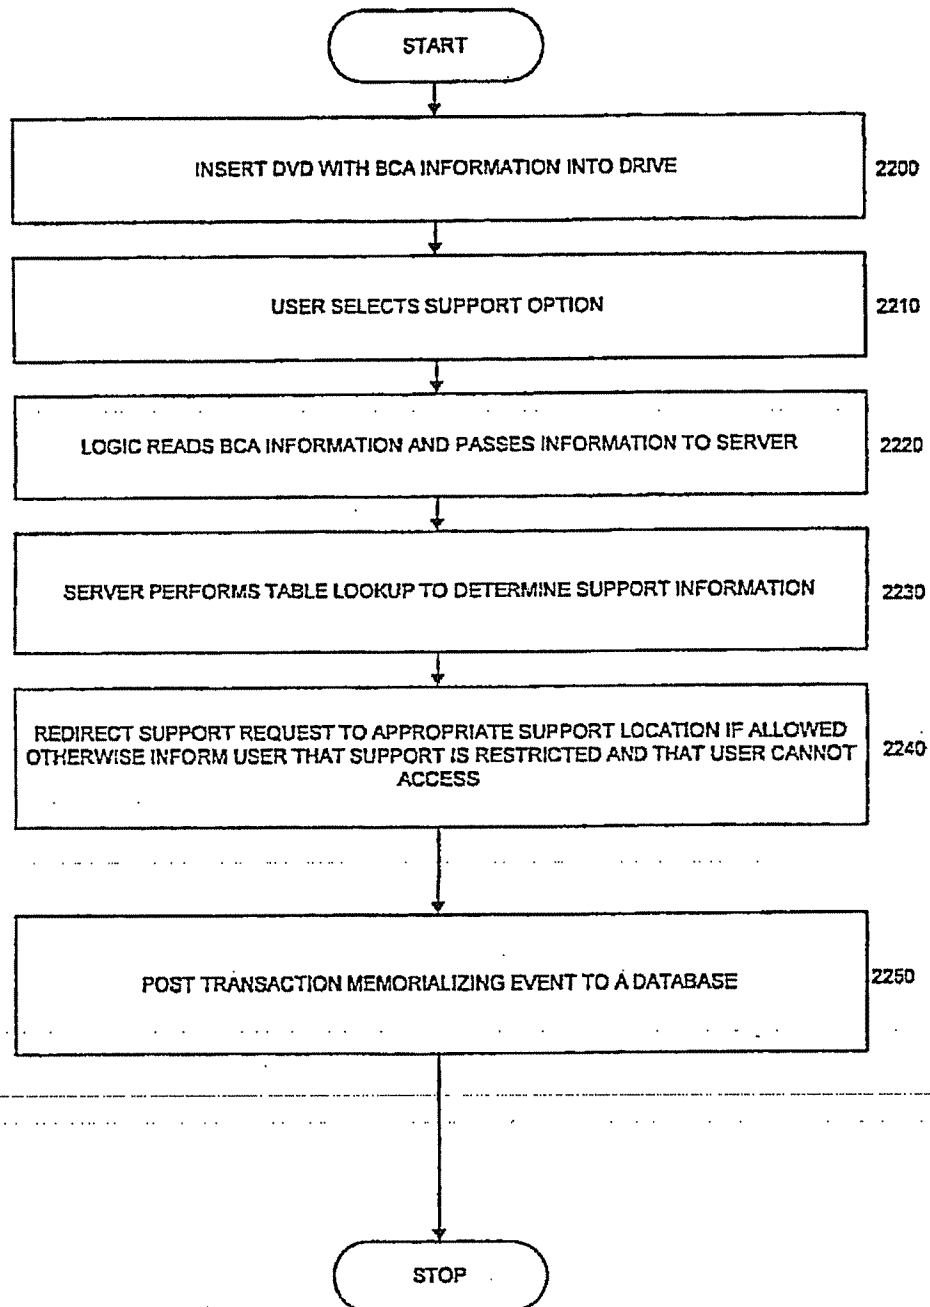 START
INSERT DVD WITH BCA INFORMATION INTO DRIVE
2200
USER SELECTS SUPPORT OPTION
2210
LOGIC READS BCA INFORMATION AND PASSES INFORMATION TO SERVER
2220
SERVER PERFORMS TABLE LOOKUP TO DETERMINE SUPPORT INFORMATION
2230
REDIRECT SUPPORT REQUEST TO APPROPRIATE SUPPORT LOCATION IF ALLOWED
OTHERWISE INFORM USER THAT SUPPORT IS RESTRICTED AND THAT USER CANNOT
ACCESS
2240
POST TRANSACTION MEMORIALIZING EVENT TO A DATABASE
2250
STOP